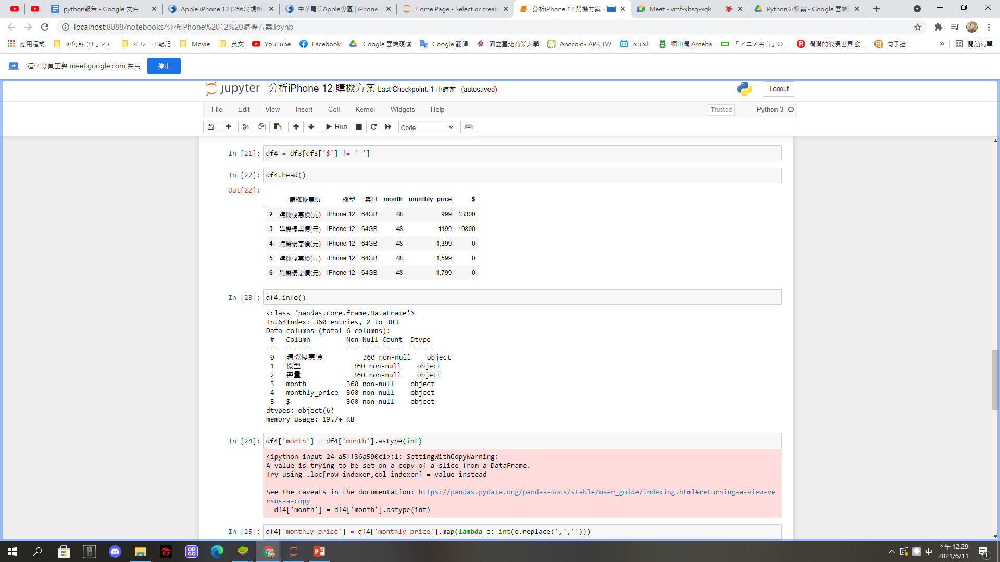 python報告 - Google 文件
Apple iPhone 12 (256G)規格
中華電信Apple專區 | iPhone
Home Page - Select or create
分析iPhone 12 購機方案 -
Meet - vmf-xbsq-xqk
Pythonㄉ檔案 - Google 雲端
localhost:8888/notebooks/分析iPhone%2012%20購機方案.ipynb
應用程式
❀角落_(:3 」∠)_
イルーナ戦記
Movie
英文
YouTube
Facebook
Google 雲端硬碟
Google 翻譯
國立臺北商業大學
Android- APK.TW
bilibili
福山潤 Ameba
「アニメ名言」の...
潤潤的浪漫世界:動...
句子迷 |
»
閱讀清單
這個分頁正與 meet.google.com 共用
停止
jupyter 分析iPhone 12 購機方案 Last Checkpoint: 1 小時前 (autosaved)
Logout
File Edit View Insert Cell Kernel Widgets Help
Trusted
Python 3
Run
Code
In [21]: df4 = df3[df3['$'] != '-']
In [22]: df4.head()
Out[22]:
購機優惠價 機型 容量 month monthly_price $
2 購機優惠價(元) iPhone 12 64GB 48 999 13300
3 購機優惠價(元) iPhone 12 64GB 48 1199 10800
4 購機優惠價(元) iPhone 12 64GB 48 1,399 0
5 購機優惠價(元) iPhone 12 64GB 48 1,599 0
6 購機優惠價(元) iPhone 12 64GB 48 1,799 0
In [23]: df4.info()
<class 'pandas.core.frame.DataFrame'>
Int64Index: 360 entries, 2 to 383
Data columns (total 6 columns):
# Column Non-Null Count Dtype
--- ------ -------------- -----
0 購機優惠價 360 non-null object
1 機型 360 non-null object
2 容量 360 non-null object
3 month 360 non-null object
4 monthly_price 360 non-null object
5 $ 360 non-null object
dtypes: object(6)
memory usage: 19.7+ KB
In [24]: df4['month'] = df4['month'].astype(int)
<ipython-input-24-a5ff36a590c1>:1: SettingWithCopyWarning:
A value is trying to be set on a copy of a slice from a DataFrame.
Try using .loc[row_indexer,col_indexer] = value instead
See the caveats in the documentation: https://pandas.pydata.org/pandas-docs/stable/user_guide/indexing.html#returning-a-view-ve
rsus-a-copy
df4['month'] = df4['month'].astype(int)
In [25]: df4['monthly_price'] = df4['monthly_price'].map(lambda e: int(e.replace(',','')))
OP.GG
中
下午 12:29
2021/6/11
1